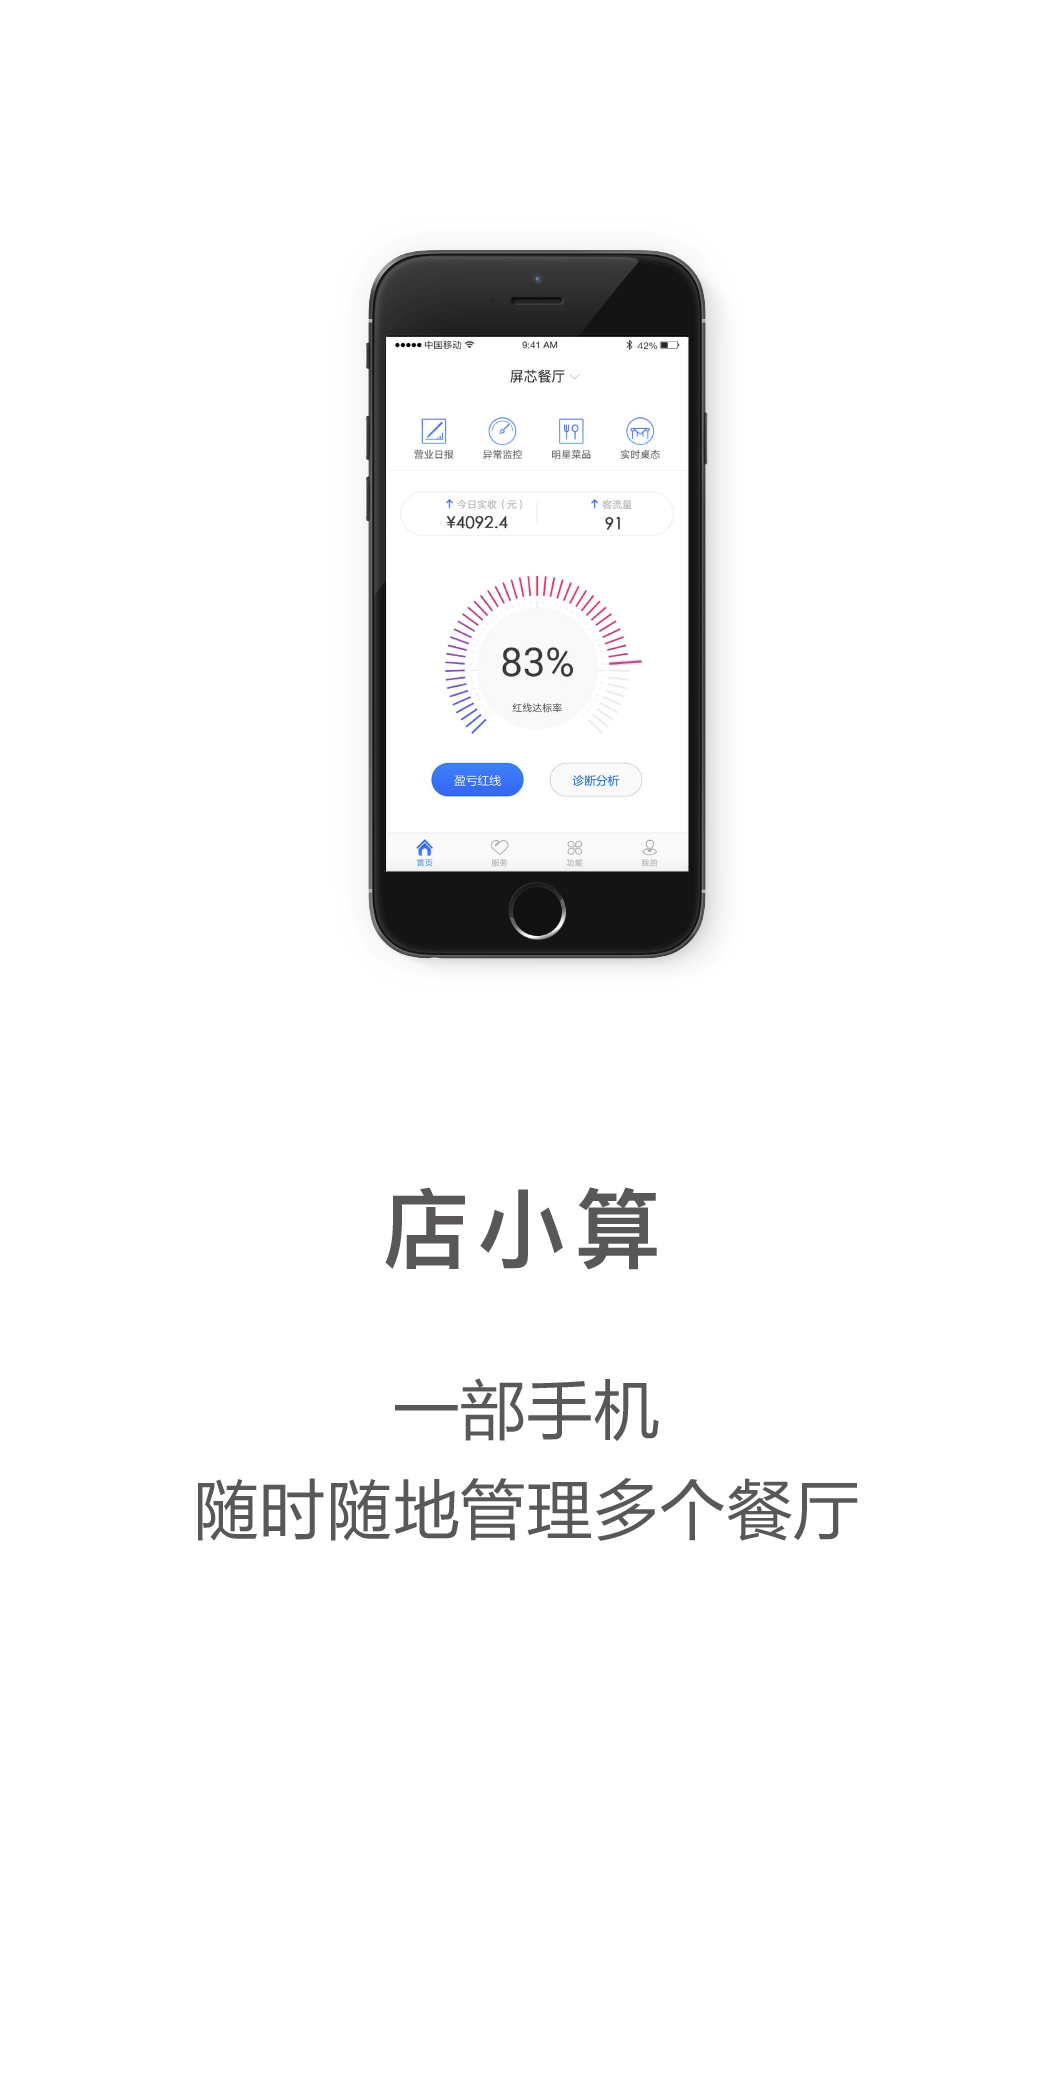 中国移动 9:41 AM 42%
屏芯餐厅
营业日报 异常监控 明星菜品 实时桌态
今日实收（元） 客流量
¥4092.4 91
83%
红线达标率
盈亏红线 诊断分析
首页 服务 功能 我的
店小算
一部手机
随时随地管理多个餐厅